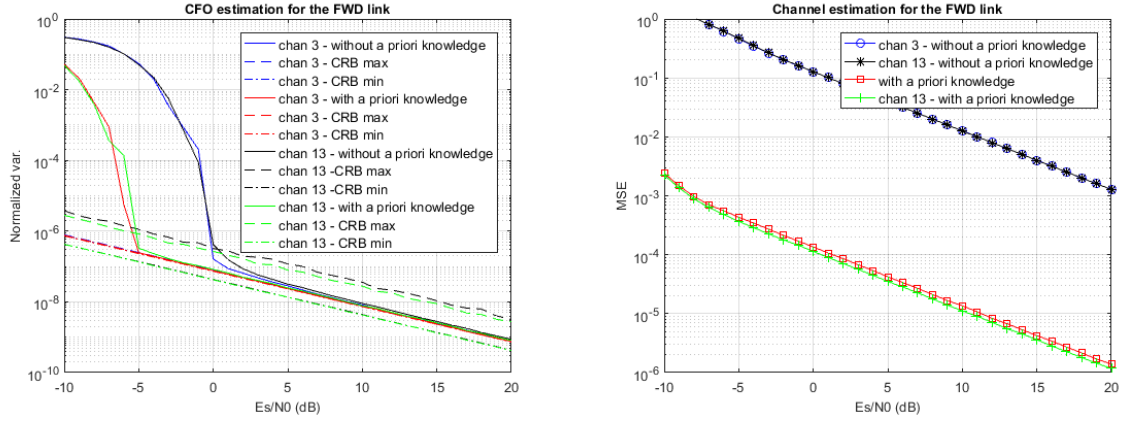 CFO estimation for the FWD link
10^0
10^-2
10^-4
10^-6
10^-8
10^-10
Normalized var.
chan 3 - without a priori knowledge
chan 3 - CRB max
chan 3 - CRB min
chan 3 - with a priori knowledge
chan 3 - CRB max
chan 3 - CRB min
chan 13 - without a priori knowledge
chan 13 -CRB max
chan 13 - CRB min
chan 13 - with a priori knowledge
chan 13 - CRB max
chan 13 - CRB min
-10 -5 0 5 10 15 20
Es/N0 (dB)
Channel estimation for the FWD link
10^0
10^-1
10^-2
10^-3
10^-4
10^-5
10^-6
MSE
chan 3 - without a priori knowledge
chan 13 - without a priori knowledge
with a priori knowledge
chan 13 - with a priori knowledge
-10 -5 0 5 10 15 20
Es/N0 (dB)